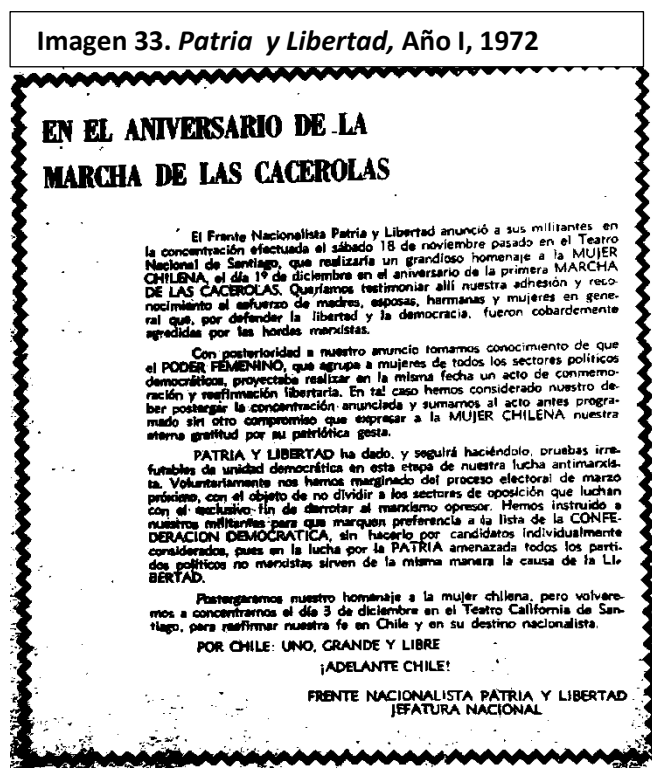 Imagen 33. Patria y Libertad, Año I, 1972
EN EL ANIVERSARIO DE LA
MARCHA DE LAS CACEROLAS
El Frente Nacionalista Patria y Libertad anunció a sus militantes en
la concentración efectuada el sábado 18 de noviembre pasado en el Teatro
Nacional de Santiago, que realizaría un grandioso homenaje a la MUJER
CHILENA, el día 1º de diciembre en el aniversario de la primera MARCHA
DE LAS CACEROLAS. Queríamos testimoniar allí nuestra adhesión y reco-
nocimiento al esfuerzo de madres, esposas, hermanas y mujeres en gene-
ral que, por defender la libertad y la democracia, fueron cobardemente
agredidas por las hordas marxistas.
Con posterioridad a nuestro anuncio tomamos conocimiento de que
el PODER FEMENINO, que agrupa a mujeres de todos los sectores políticos
democráticos, proyectaba realizar en la misma fecha un acto de conmemo-
ración y reafirmación libertaria. En tal caso hemos considerado nuestro de-
ber postergar la concentración anunciada y sumarnos al acto antes progra-
mado sin otro compromiso que expresar a la MUJER CHILENA nuestra
eterna gratitud por su patriótica gesta.
PATRIA Y LIBERTAD ha dado, y seguirá haciéndolo, pruebas irre-
futables de unidad democrática en esta etapa de nuestra lucha antimarxis-
ta. Voluntariamente nos hemos marginado del proceso electoral de marzo
próximo, con el objeto de no dividir a los sectores de oposición que luchan
con el exclusivo fin de derrotar al marxismo opresor. Hemos instruido a
nuestros militantes para que marquen preferencia a la lista de la CONFE-
DERACION DEMOCRATICA, sin hacerlo por candidatos individualmente
considerados, pues en la lucha por la PATRIA amenazada todos los parti-
dos políticos no marxistas sirven de la misma manera la causa de la LI-
BERTAD.
Postergaremos nuestro homenaje a la mujer chilena, pero volvere-
mos a concentrarnos el día 3 de diciembre en el Teatro California de San-
tiago, para reafirmar nuestra fe en Chile y en su destino nacionalista.
POR CHILE: UNO, GRANDE Y LIBRE
¡ADELANTE CHILE!
FRENTE NACIONALISTA PATRIA Y LIBERTAD
JEFATURA NACIONAL